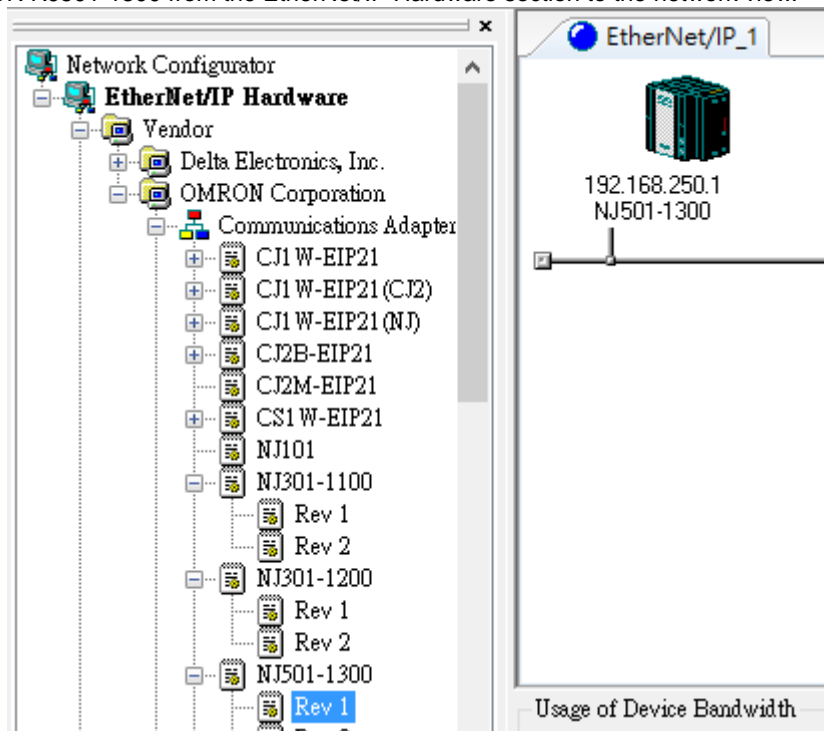 Network Configurator
EtherNet/IP Hardware
Vendor
Delta Electronics, Inc.
OMRON Corporation
Communications Adapter
CJ1W-EIP21
CJ1W-EIP21(CJ2)
CJ1W-EIP21(NJ)
CJ2B-EIP21
CJ2M-EIP21
CS1W-EIP21
NJ101
NJ301-1100
Rev 1
Rev 2
NJ301-1200
Rev 1
Rev 2
NJ501-1300
Rev 1
EtherNet/IP_1
192.168.250.1
NJ501-1300
Usage of Device Bandwidth